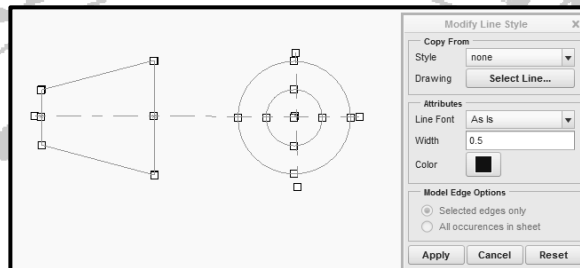 Modify Line Style X
Copy From
Style none
Drawing Select Line...
Attributes
Line Font As Is
Width 0.5
Color
Model Edge Options
Selected edges only
All occurences in sheet
Apply Cancel Reset